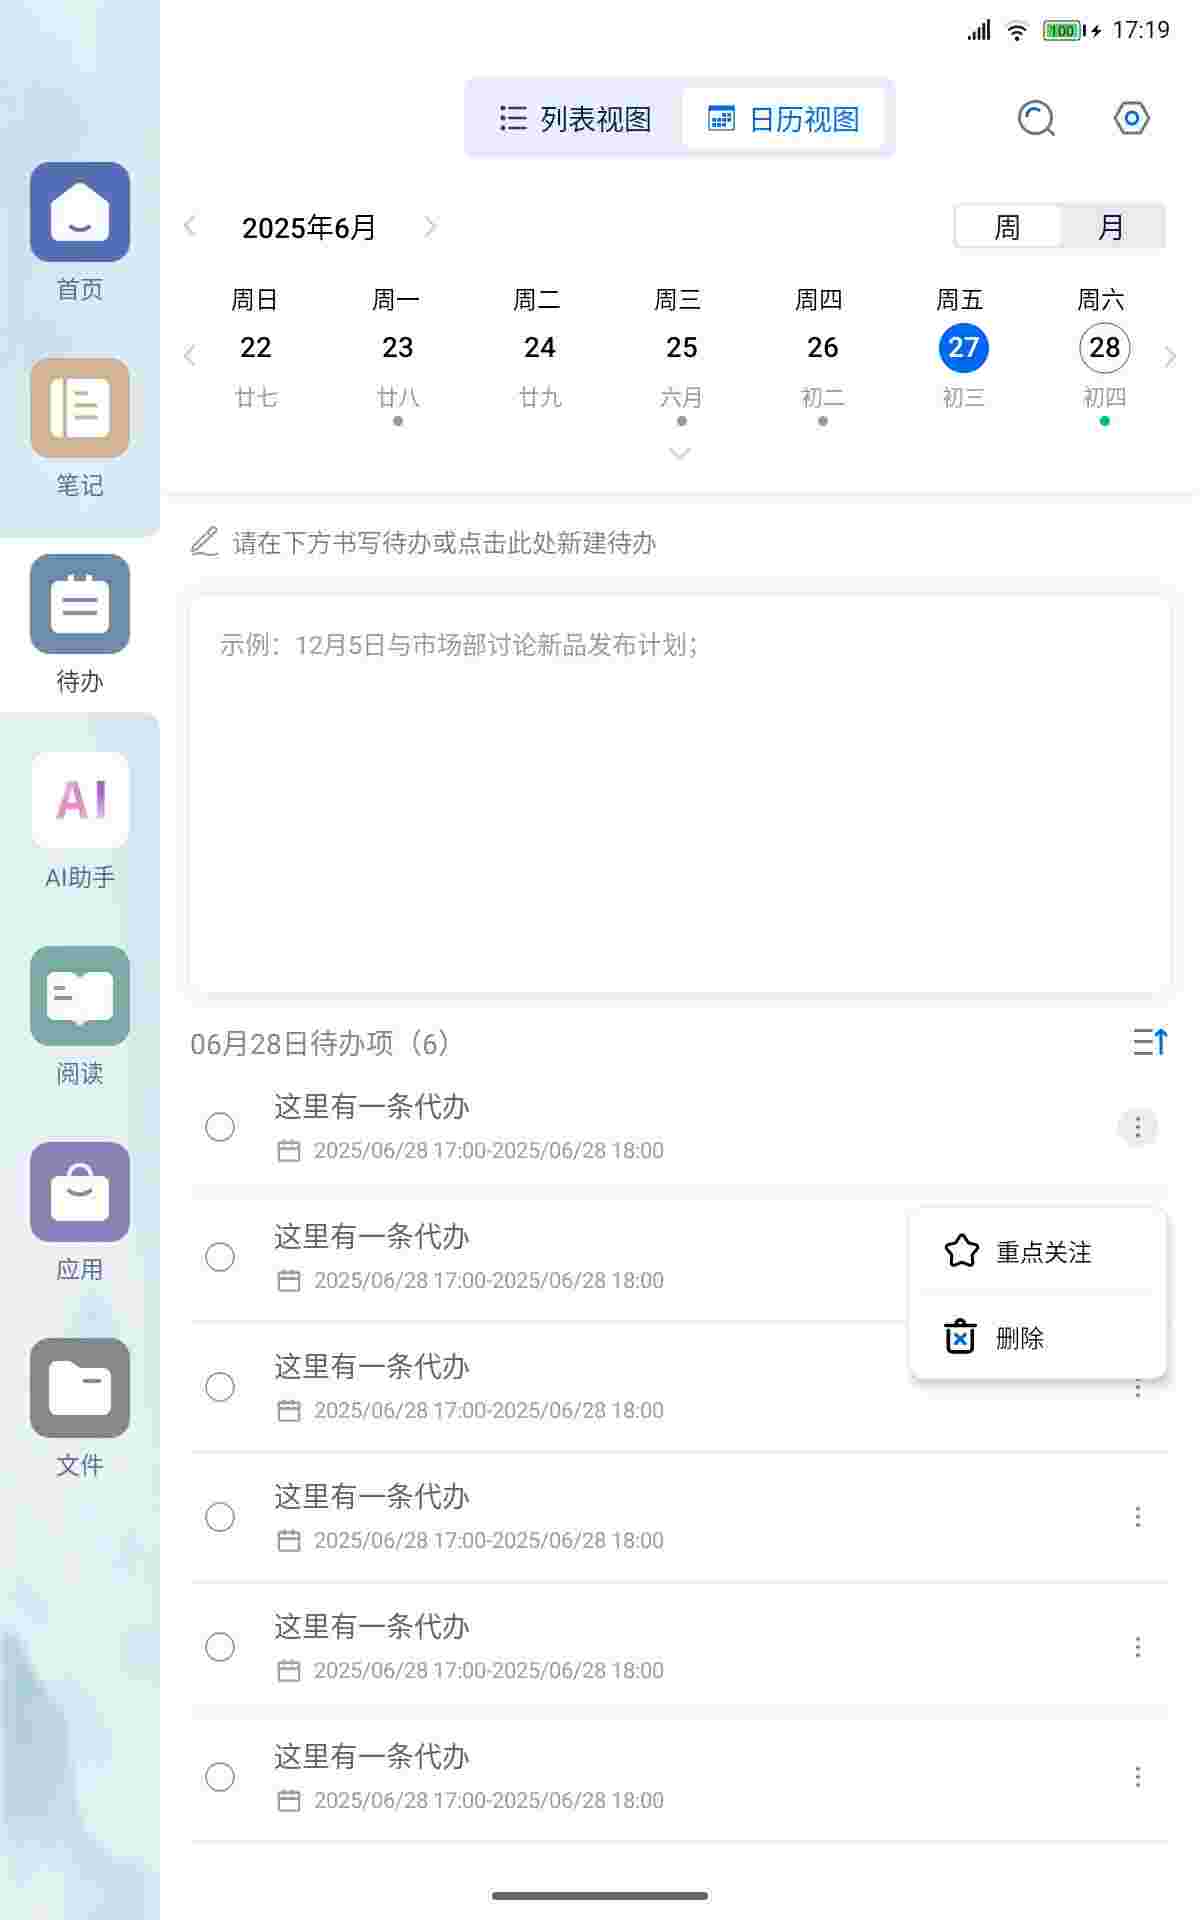 100 17:19
列表视图 日历视图
2025年6月
周 月
周日 周一 周二 周三 周四 周五 周六
22 23 24 25 26 27 28
廿七 廿八 廿九 六月 初二 初三 初四
请在下方书写待办或点击此处新建待办
示例：12月5日与市场部讨论新品发布计划；
06月28日待办项（6）
这里有一条代办
2025/06/28 17:00-2025/06/28 18:00
这里有一条代办
2025/06/28 17:00-2025/06/28 18:00
重点关注
删除
这里有一条代办
2025/06/28 17:00-2025/06/28 18:00
这里有一条代办
2025/06/28 17:00-2025/06/28 18:00
这里有一条代办
2025/06/28 17:00-2025/06/28 18:00
这里有一条代办
2025/06/28 17:00-2025/06/28 18:00
首页
笔记
待办
AI
AI助手
阅读
应用
文件